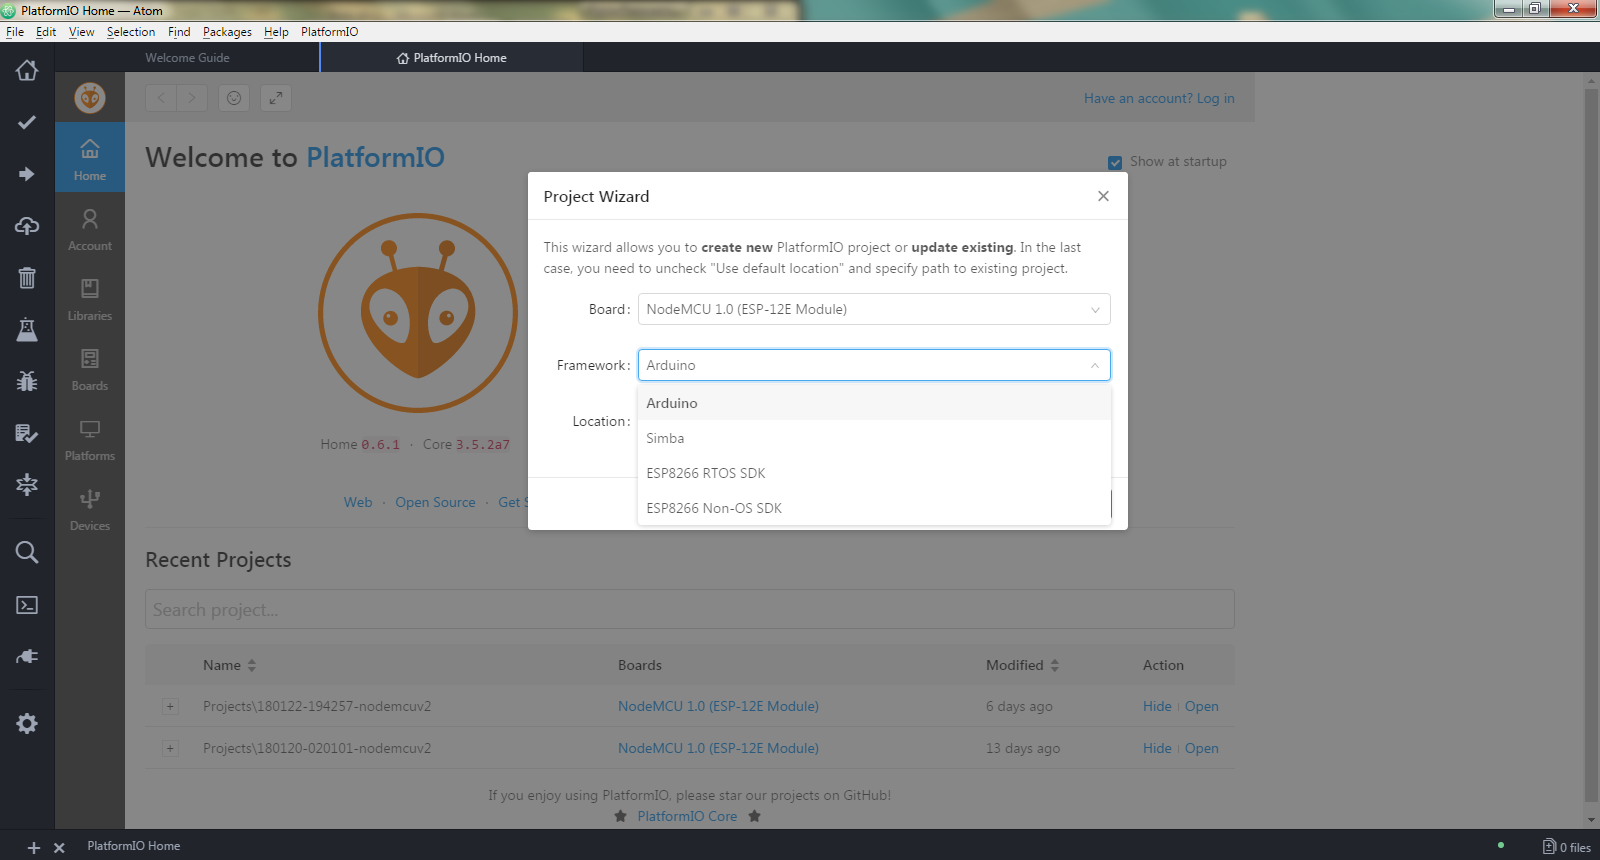 PlatformIO Home — Atom
File Edit View Selection Find Packages Help PlatformIO
Welcome Guide
PlatformIO Home
Have an account? Log in
Welcome to PlatformIO
Show at startup
Home
Account
Libraries
Boards
Platforms
Devices
Home 0.6.1 · Core 3.5.2a7
Web · Open Source · Get S
Project Wizard
This wizard allows you to create new PlatformIO project or update existing. In the last
case, you need to uncheck "Use default location" and specify path to existing project.
Board: NodeMCU 1.0 (ESP-12E Module)
Framework: Arduino
Location:
Arduino
Simba
ESP8266 RTOS SDK
ESP8266 Non-OS SDK
Recent Projects
Search project...
Name Boards Modified Action
Projects\180122-194257-nodemcuv2 NodeMCU 1.0 (ESP-12E Module) 6 days ago Hide Open
Projects\180120-020101-nodemcuv2 NodeMCU 1.0 (ESP-12E Module) 13 days ago Hide Open
If you enjoy using PlatformIO, please star our projects on GitHub!
PlatformIO Core
PlatformIO Home
0 files